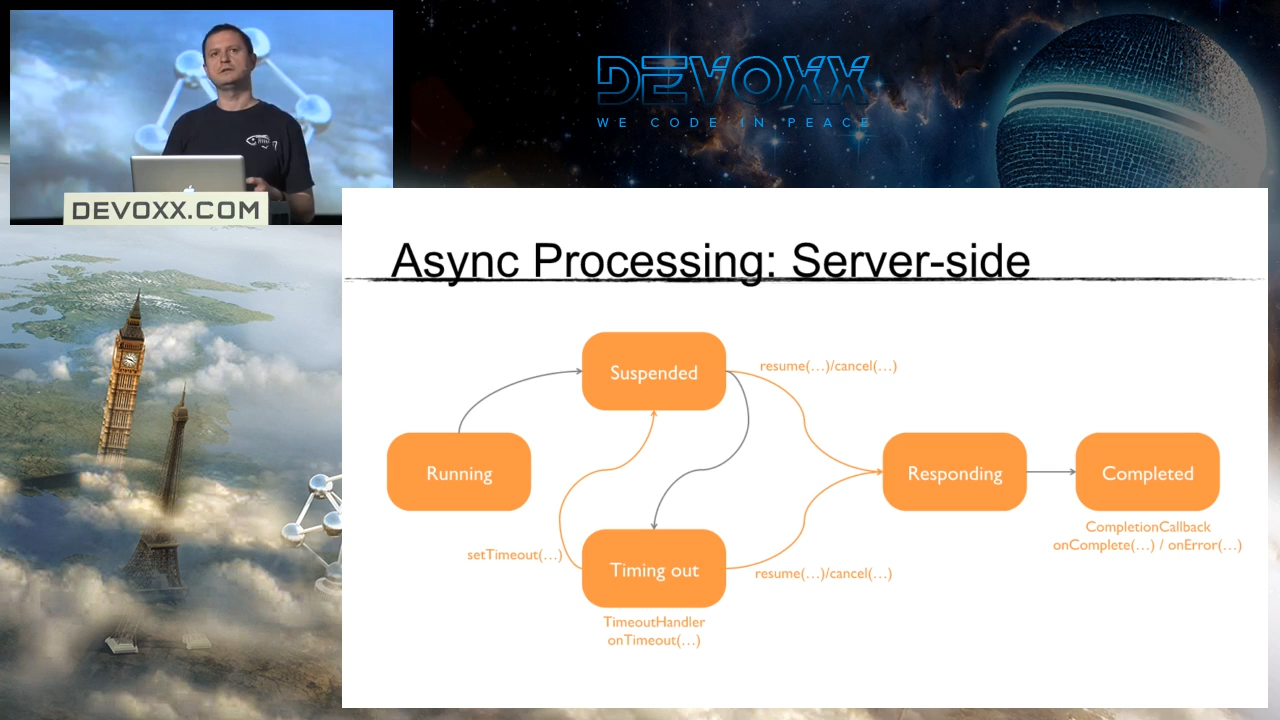 DEVOXX
WE CODE IN PEACE
DEVOXX.COM
Async Processing: Server-side
Suspended
resume(…)/cancel(…)
Running
Responding
Completed
CompletionCallback
onComplete(…) / onError(…)
setTimeout(…)
Timing out
resume(…)/cancel(…)
TimeoutHandler
onTimeout(…)